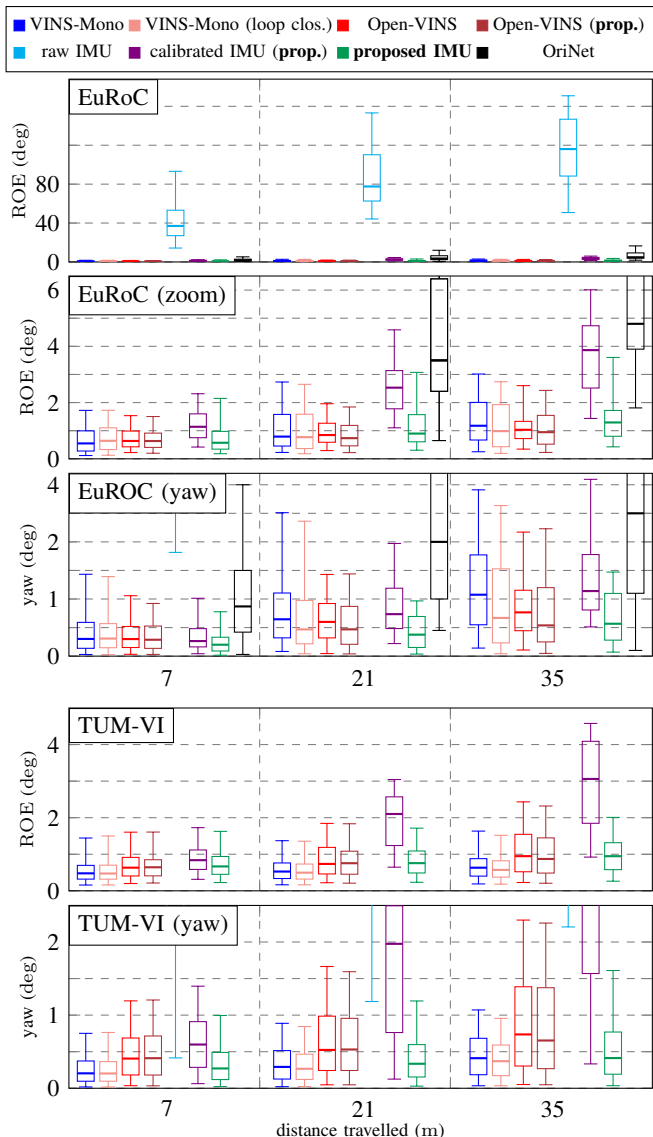 VINS-Mono VINS-Mono (loop clos.) Open-VINS Open-VINS (prop.)
raw IMU calibrated IMU (prop.) proposed IMU OriNet
EuRoC
ROE (deg)
80
40
0
EuRoC (zoom)
ROE (deg)
6
4
2
0
EuROC (yaw)
yaw (deg)
4
2
1
0
7 21 35
TUM-VI
ROE (deg)
4
2
0
TUM-VI (yaw)
yaw (deg)
2
1
0
7 21 35
distance travelled (m)